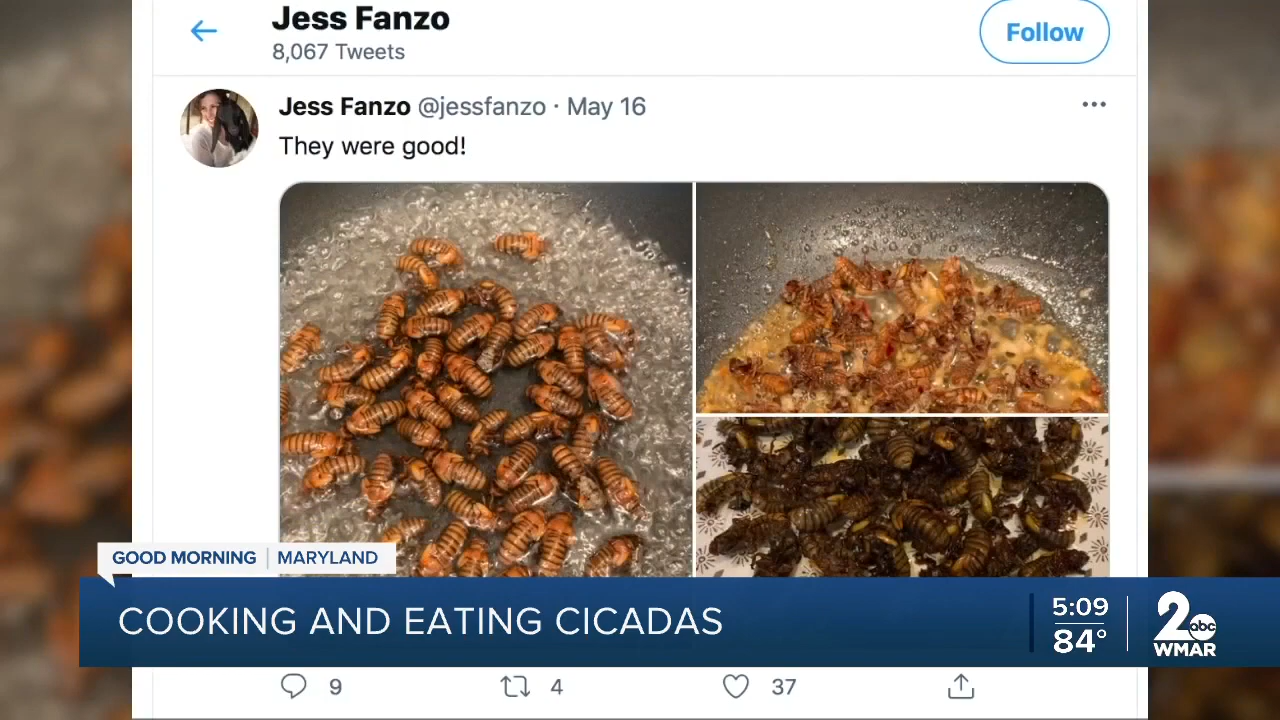 Jess Fanzo
8,067 Tweets
Follow
Jess Fanzo @jessfanzo · May 16
They were good!
GOOD MORNING | MARYLAND
COOKING AND EATING CICADAS
5:09
84°
2 abc
WMAR
9 4 37